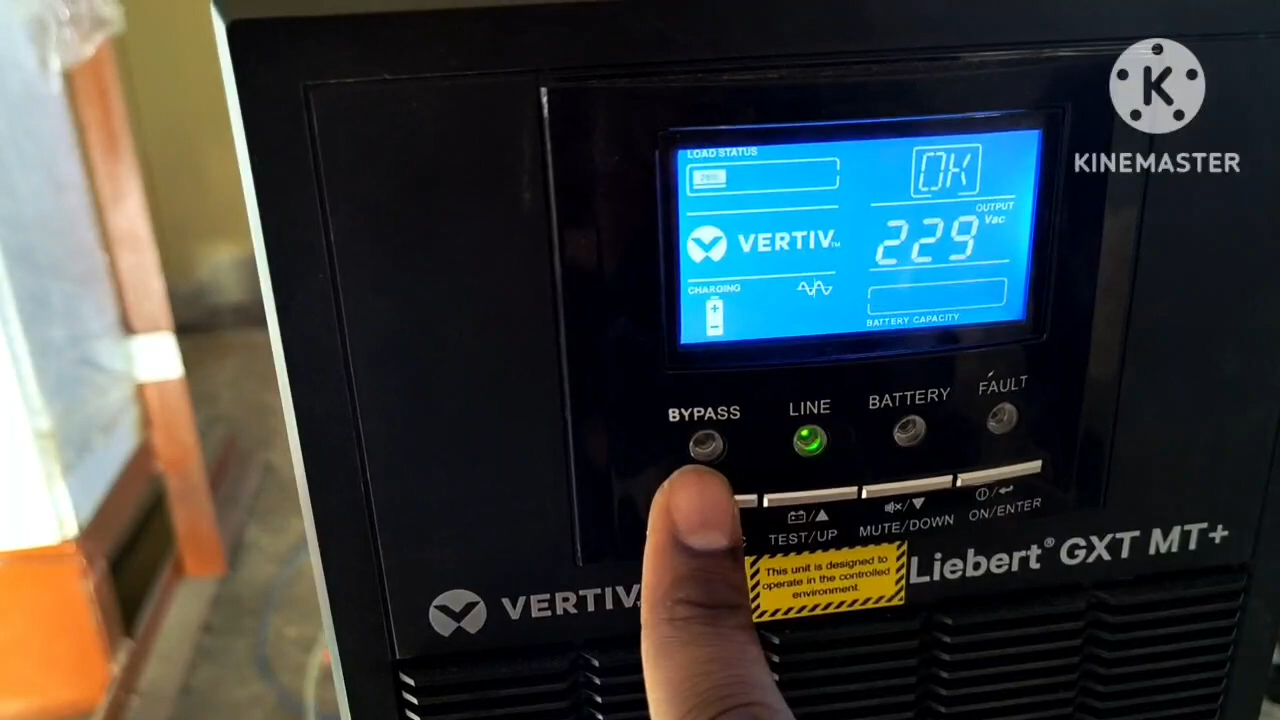 KINEMASTER
LOAD STATUS
OK
OUTPUT
229 Vac
VERTIV™
CHARGING
BATTERY CAPACITY
BYPASS
LINE
BATTERY
FAULT
TEST/UP
MUTE/DOWN
ON/ENTER
This unit is designed to
operate in the controlled
environment.
VERTIV
Liebert® GXT MT+